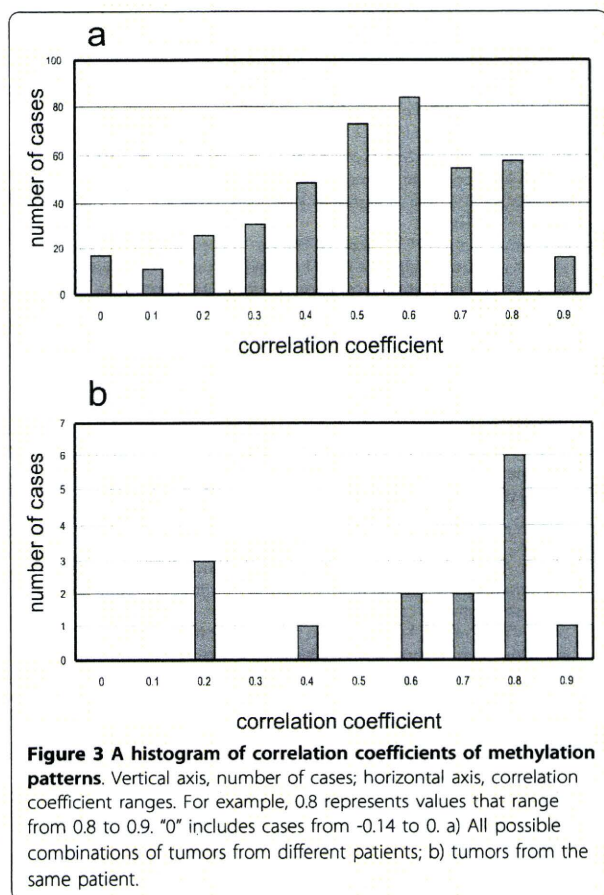 a
100
80
60
40
20
0
number of cases
0 0.1 0.2 0.3 0.4 0.5 0.6 0.7 0.8 0.9
correlation coefficient
b
7
6
5
4
3
2
1
0
number of cases
0 0.1 0.2 0.3 0.4 0.5 0.6 0.7 0.8 0.9
correlation coefficient
Figure 3 A histogram of correlation coefficients of methylation
patterns. Vertical axis, number of cases; horizontal axis, correlation
coefficient ranges. For example, 0.8 represents values that range
from 0.8 to 0.9. "0" includes cases from -0.14 to 0. a) All possible
combinations of tumors from different patients; b) tumors from the
same patient.